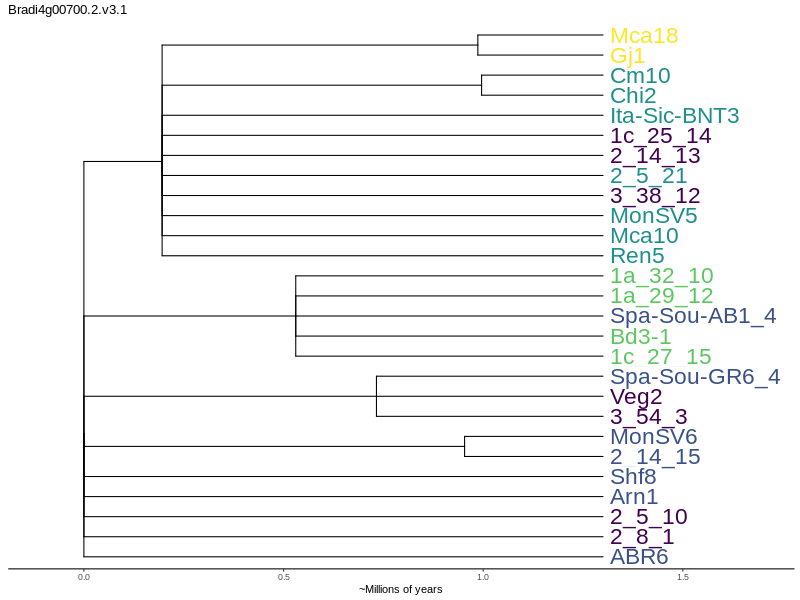 Bradi4g00700.2.v3.1
Mca18
Gj1
Cm10
Chi2
Ita-Sic-BNT3
1c_25_14
2_14_13
2_5_21
3_38_12
MonSV5
Mca10
Ren5
1a_32_10
1a_29_12
Spa-Sou-AB1_4
Bd3-1
1c_27_15
Spa-Sou-GR6_4
Veg2
3_54_3
MonSV6
2_14_15
Shf8
Arn1
2_5_10
2_8_1
ABR6
0.0 0.5 1.0 1.5
~Millions of years